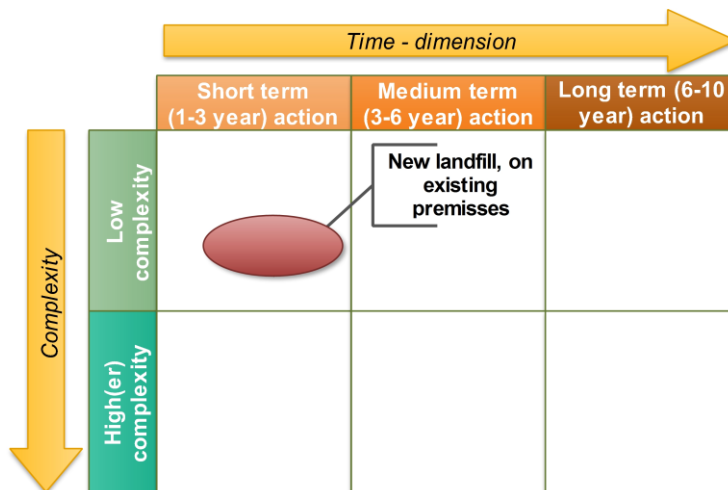 Time - dimension
Short term
(1-3 year) action
Medium term
(3-6 year) action
Long term (6-10
year) action
Complexity
Low
complexity
New landfill, on
existing
premisses
High(er)
complexity